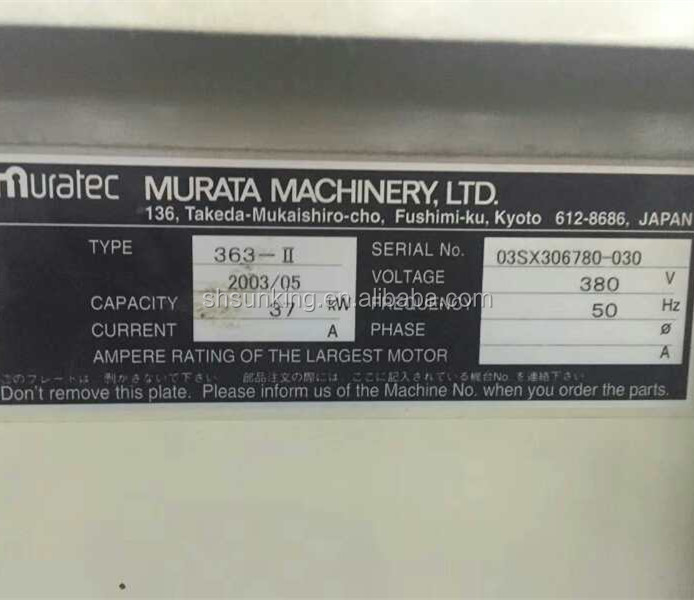 muratec MURATA MACHINERY, LTD.
136, Takeda-Mukaishiro-cho, Fushimi-ku, Kyoto 612-8686, JAPAN
TYPE 363-II SERIAL No. 03SX306780-030
2003/05 VOLTAGE 380 V
CAPACITY 37 kW FREQUENCY 50 Hz
shsunking.en.alibaba.com
CURRENT A PHASE ø
AMPERE RATING OF THE LARGEST MOTOR A
このプレートは 剥がさないで下さい 部品注文の際には ここに記入されている機台No.を連絡下さい
Don't remove this plate. Please inform us of the Machine No. when you order the parts.